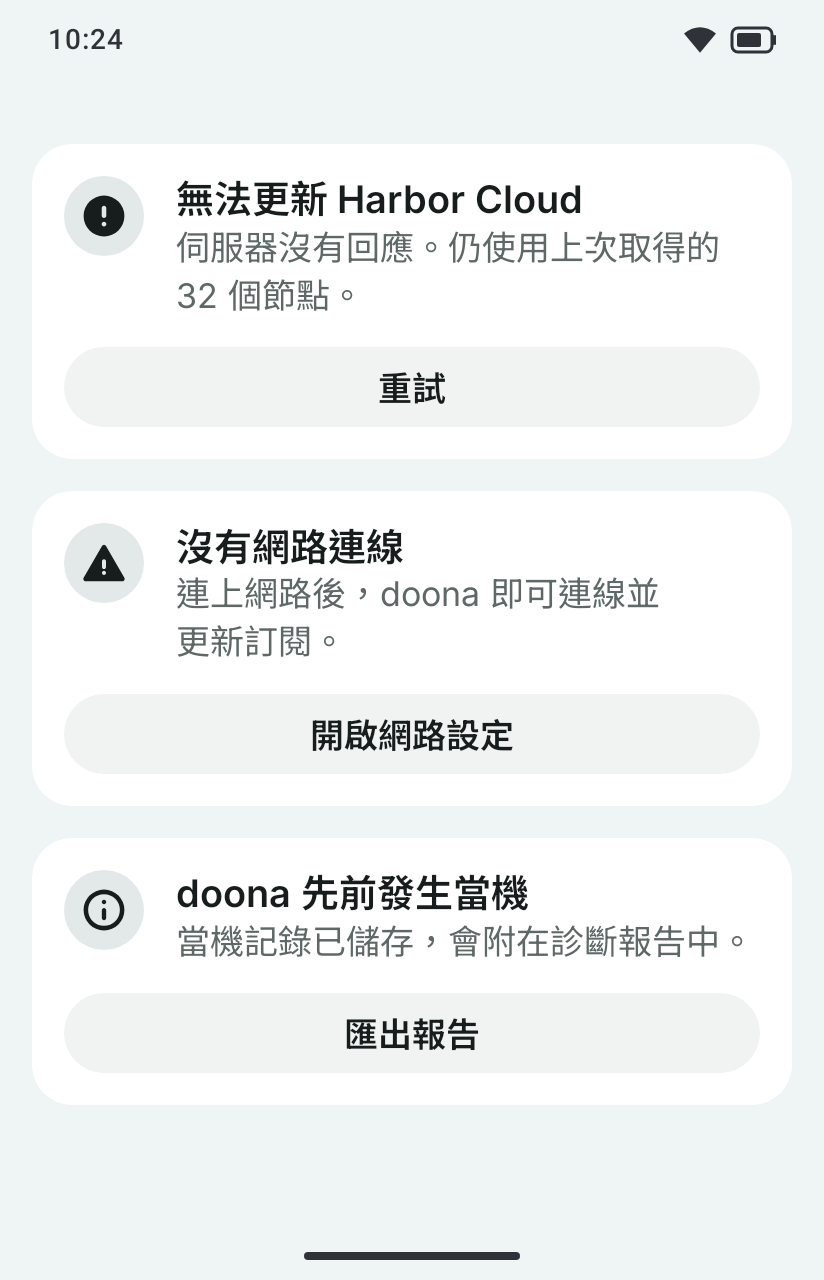 10:24
無法更新 Harbor Cloud
伺服器沒有回應。仍使用上次取得的
32 個節點。
重試
沒有網路連線
連上網路後，doona 即可連線並
更新訂閱。
開啟網路設定
doona 先前發生當機
當機記錄已儲存，會附在診斷報告中。
匯出報告